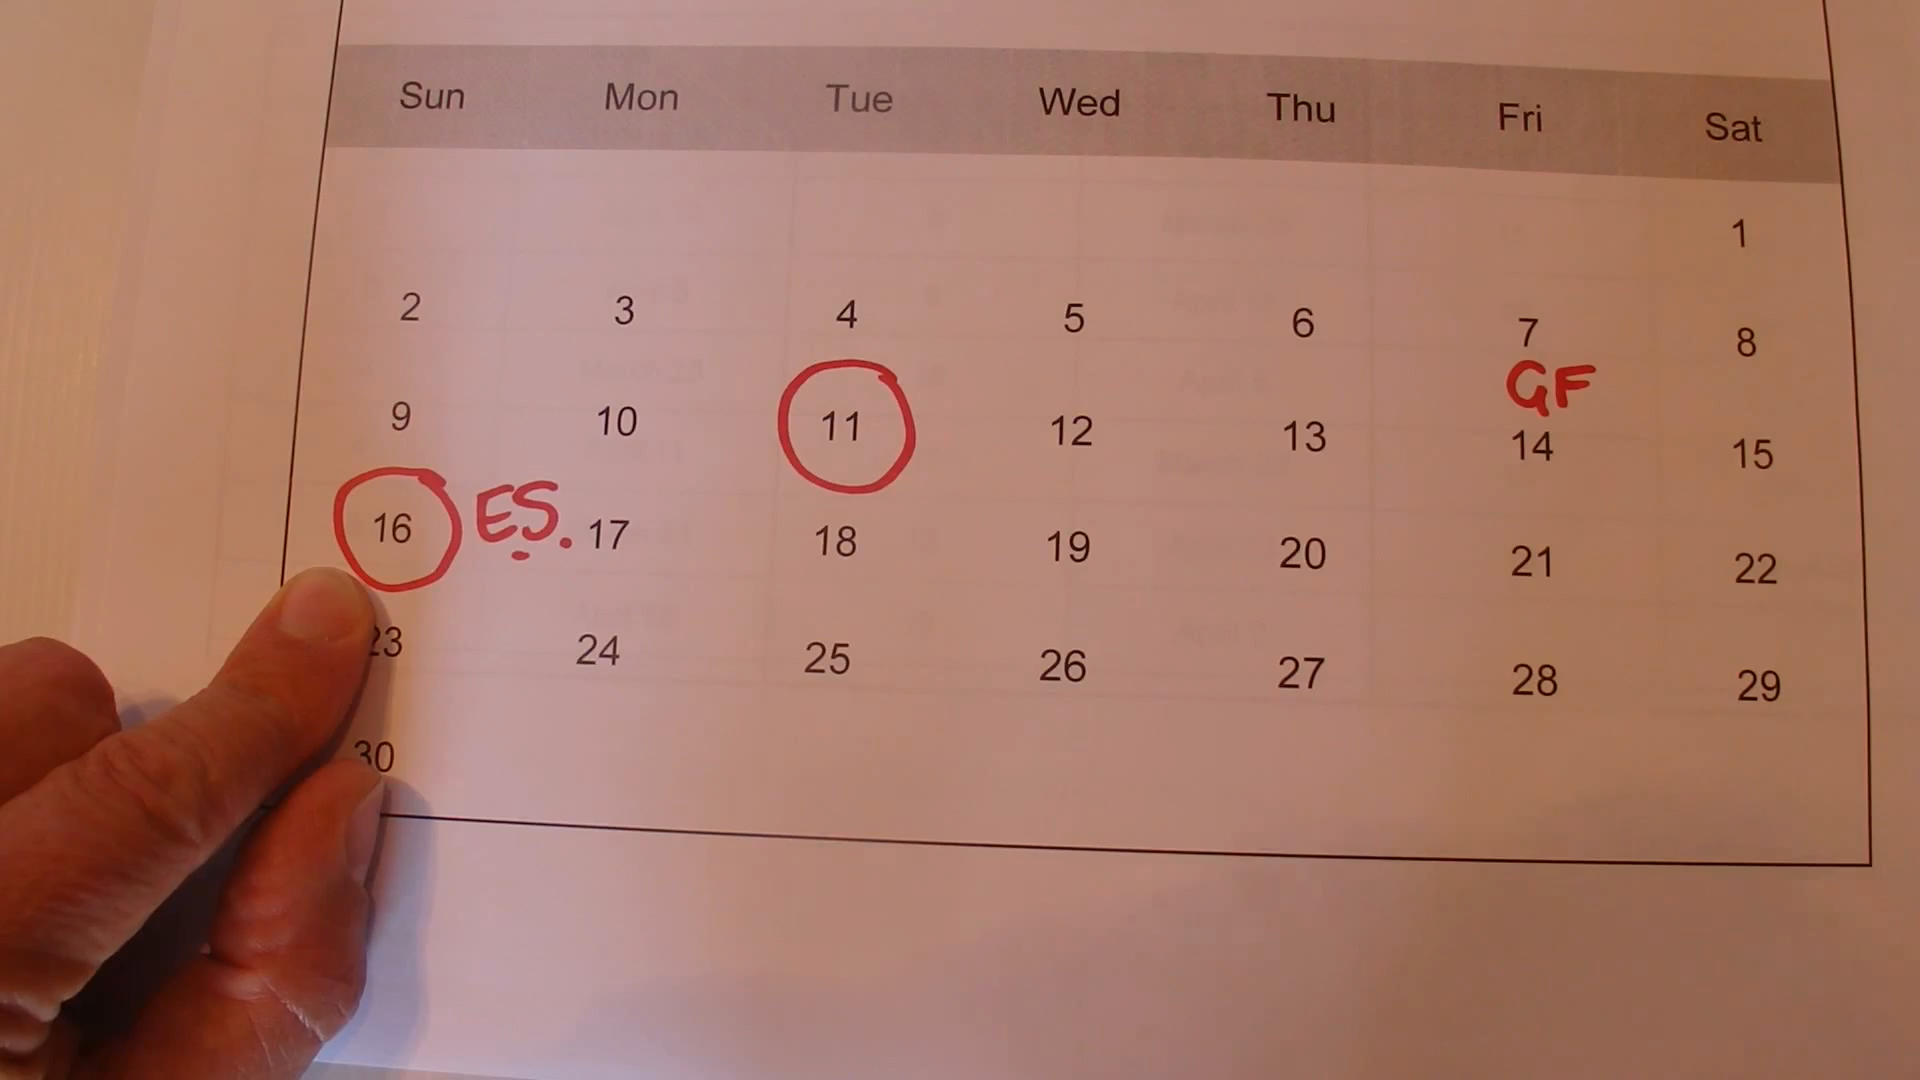 Sun Mon Tue Wed Thu Fri Sat
1
2 3 4 5 6 7 8
GF
9 10 11 12 13 14 15
16 ES. 17 18 19 20 21 22
23 24 25 26 27 28 29
30